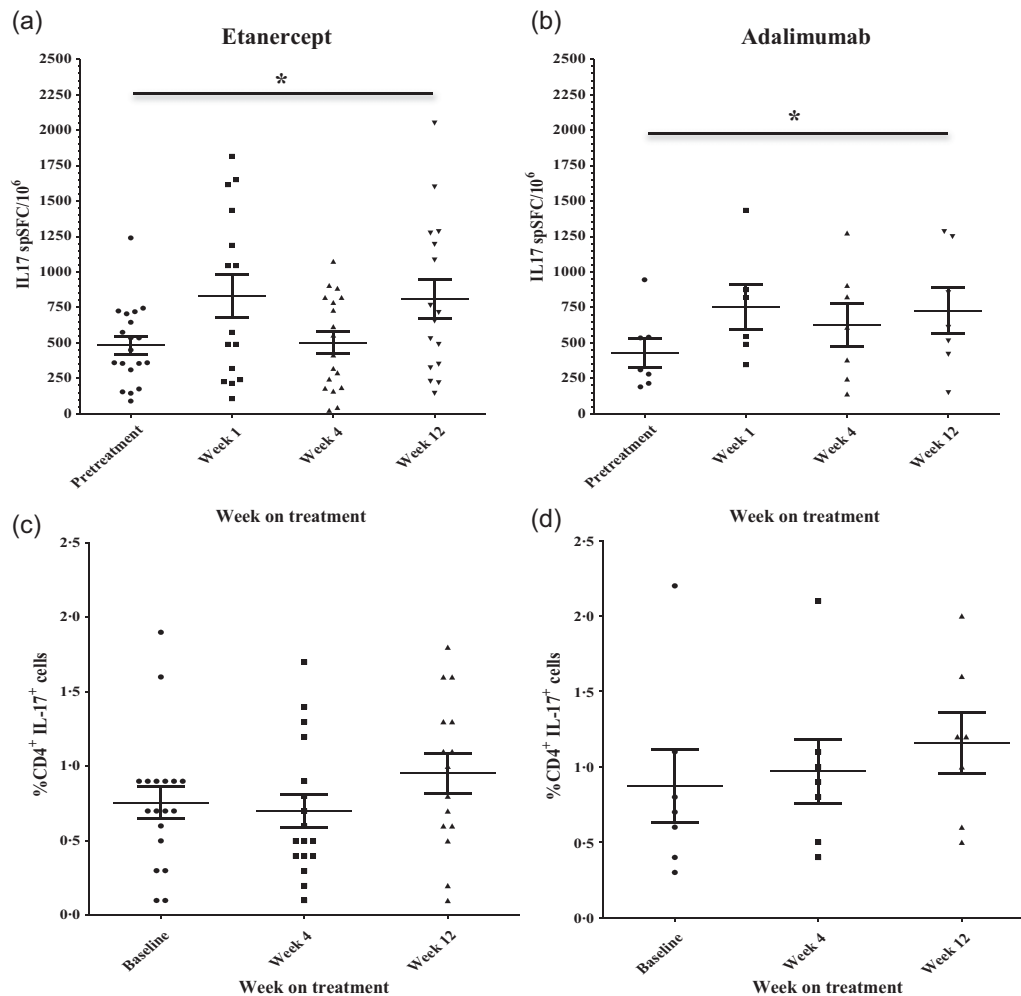 (a)
Etanercept
2500
2250
2000
1750
1500
1250
1000
750
500
250
0
IL17 spSFC/10⁶
*
Pretreatment
Week 1
Week 4
Week 12
Week on treatment
(b)
Adalimumab
2500
2250
2000
1750
1500
1250
1000
750
500
250
0
IL17 spSFC/10⁶
*
Pretreatment
Week 1
Week 4
Week 12
Week on treatment
(c)
2·5
2·0
1·5
1·0
0·5
0·0
%CD4⁺ IL-17⁺ cells
Baseline
Week 4
Week 12
Week on treatment
(d)
2·5
2·0
1·5
1·0
0·5
0·0
%CD4⁺ IL-17⁺ cells
Baseline
Week 4
Week 12
Week on treatment